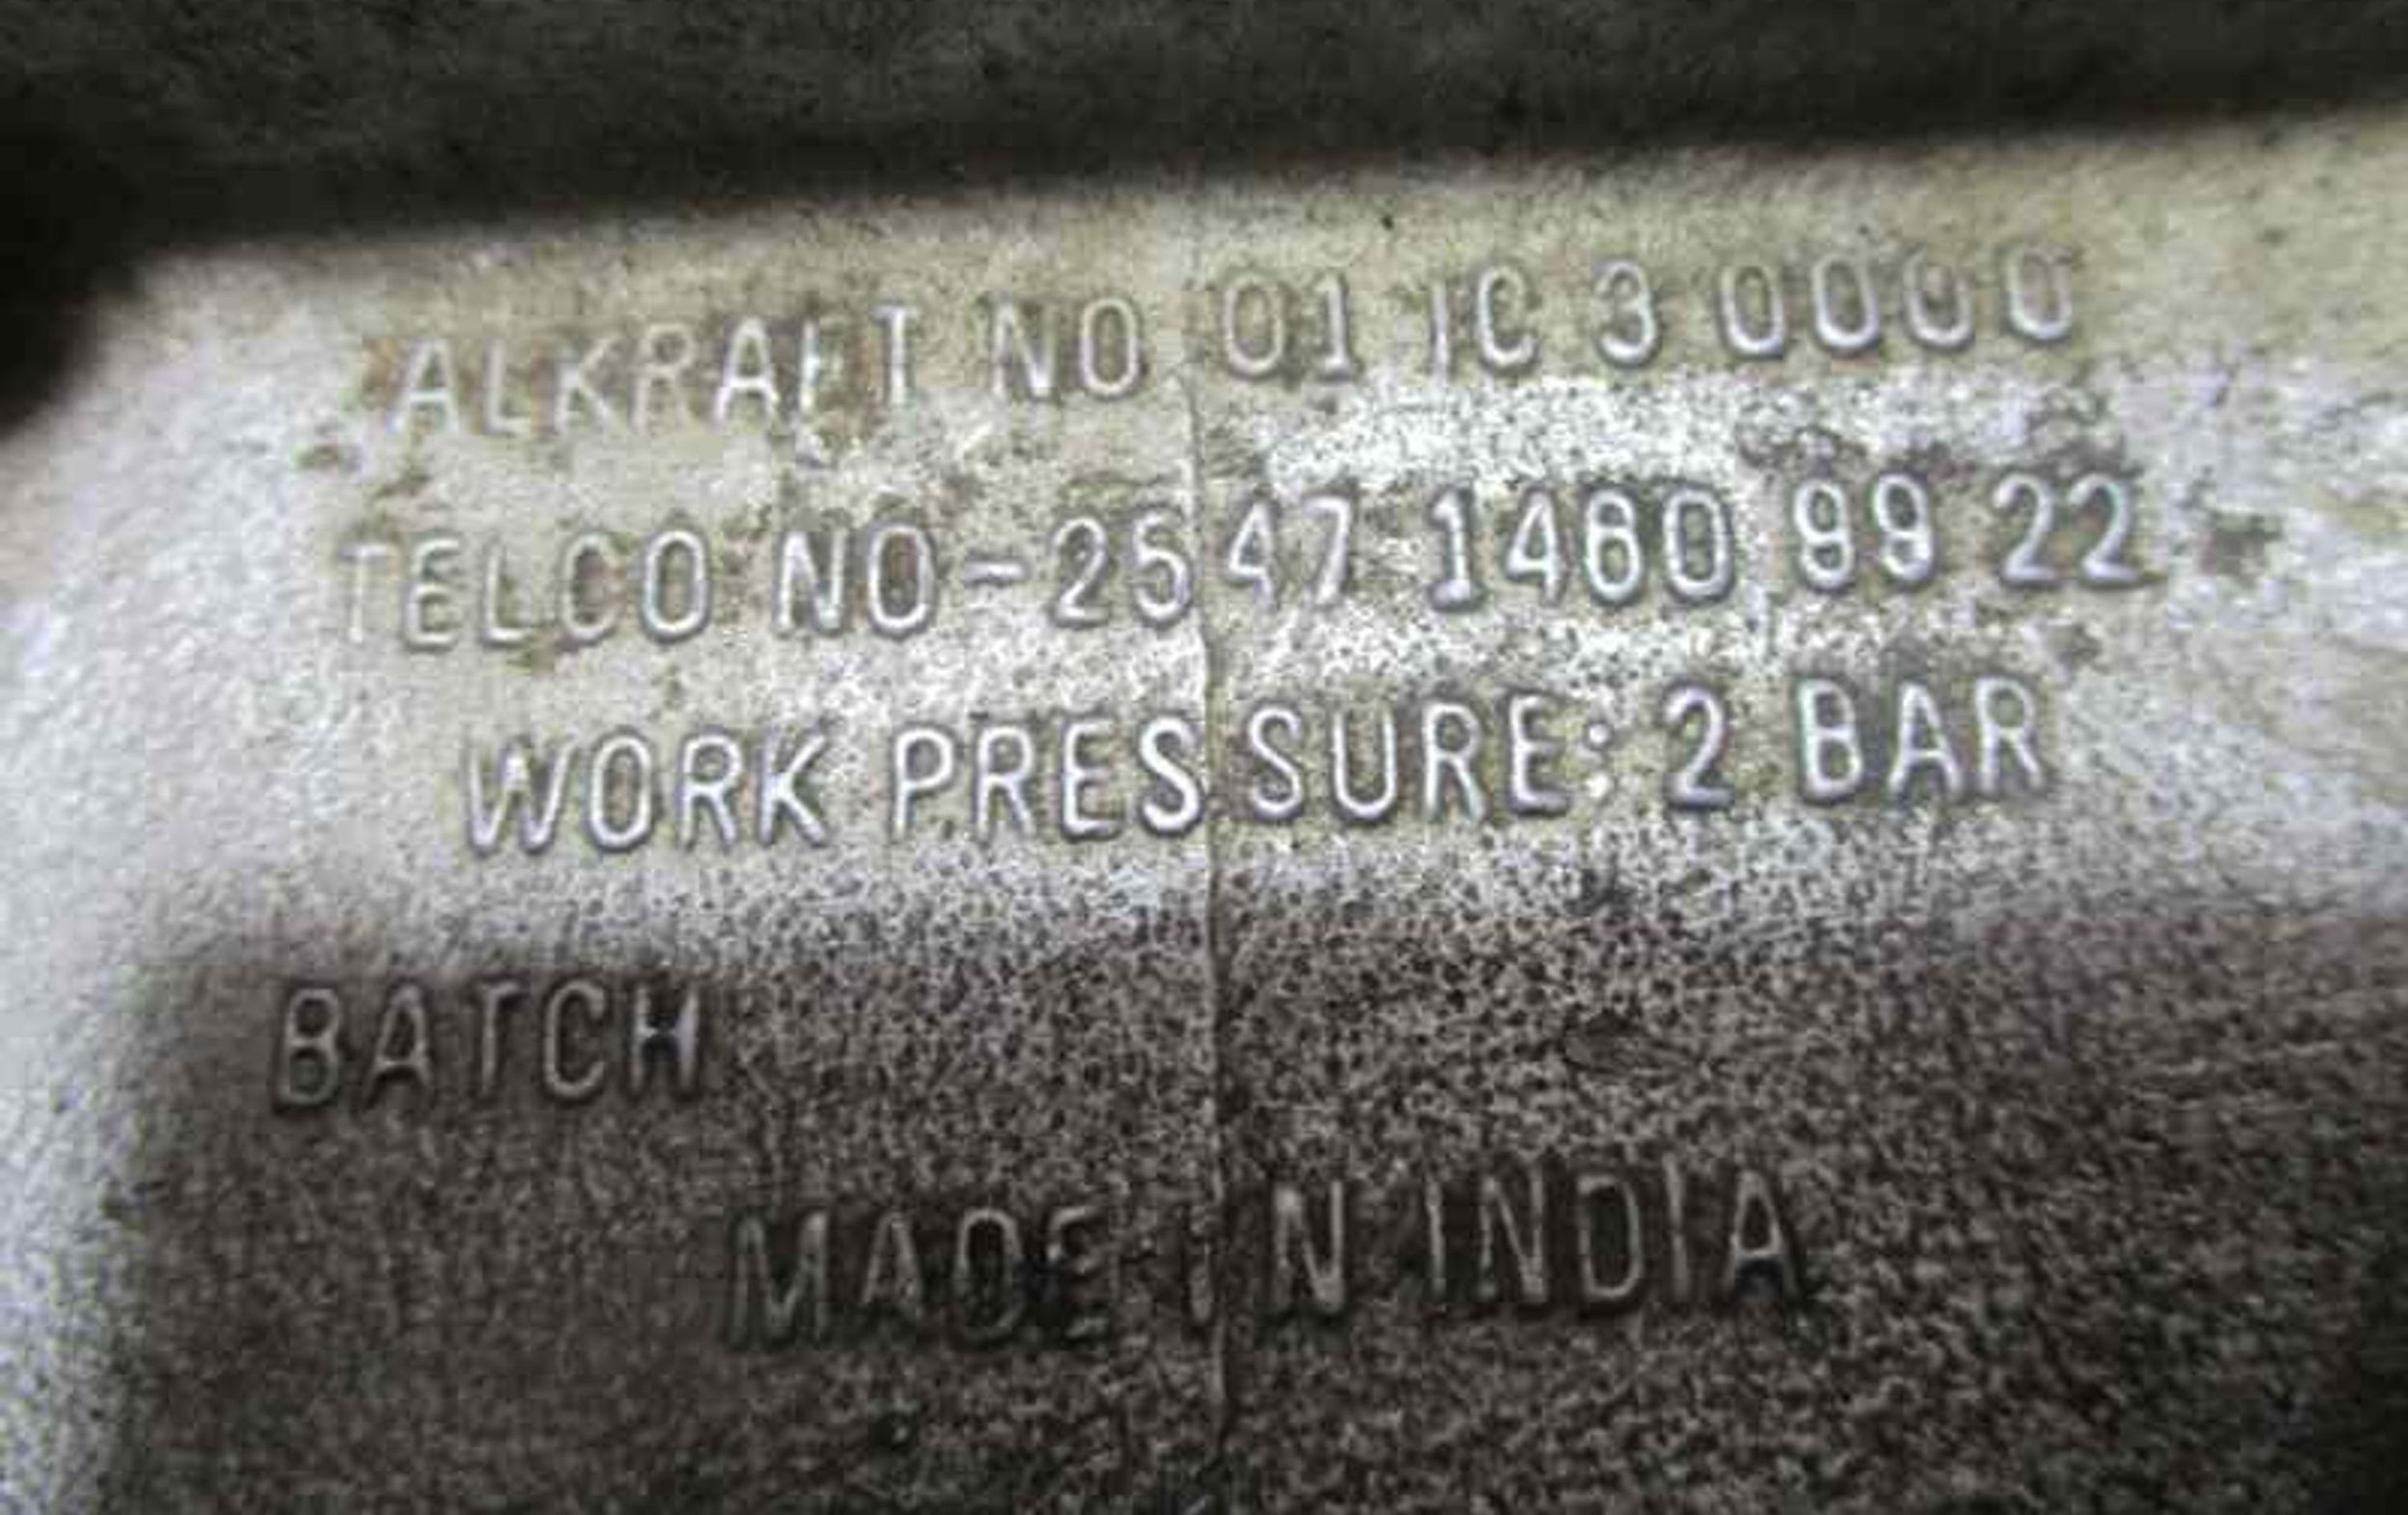 ALKRAFT NO 01 IC 3 0000
TELCO NO-2547 1460 99 22
WORK PRESSURE: 2 BAR
BATCH
MADE IN INDIA